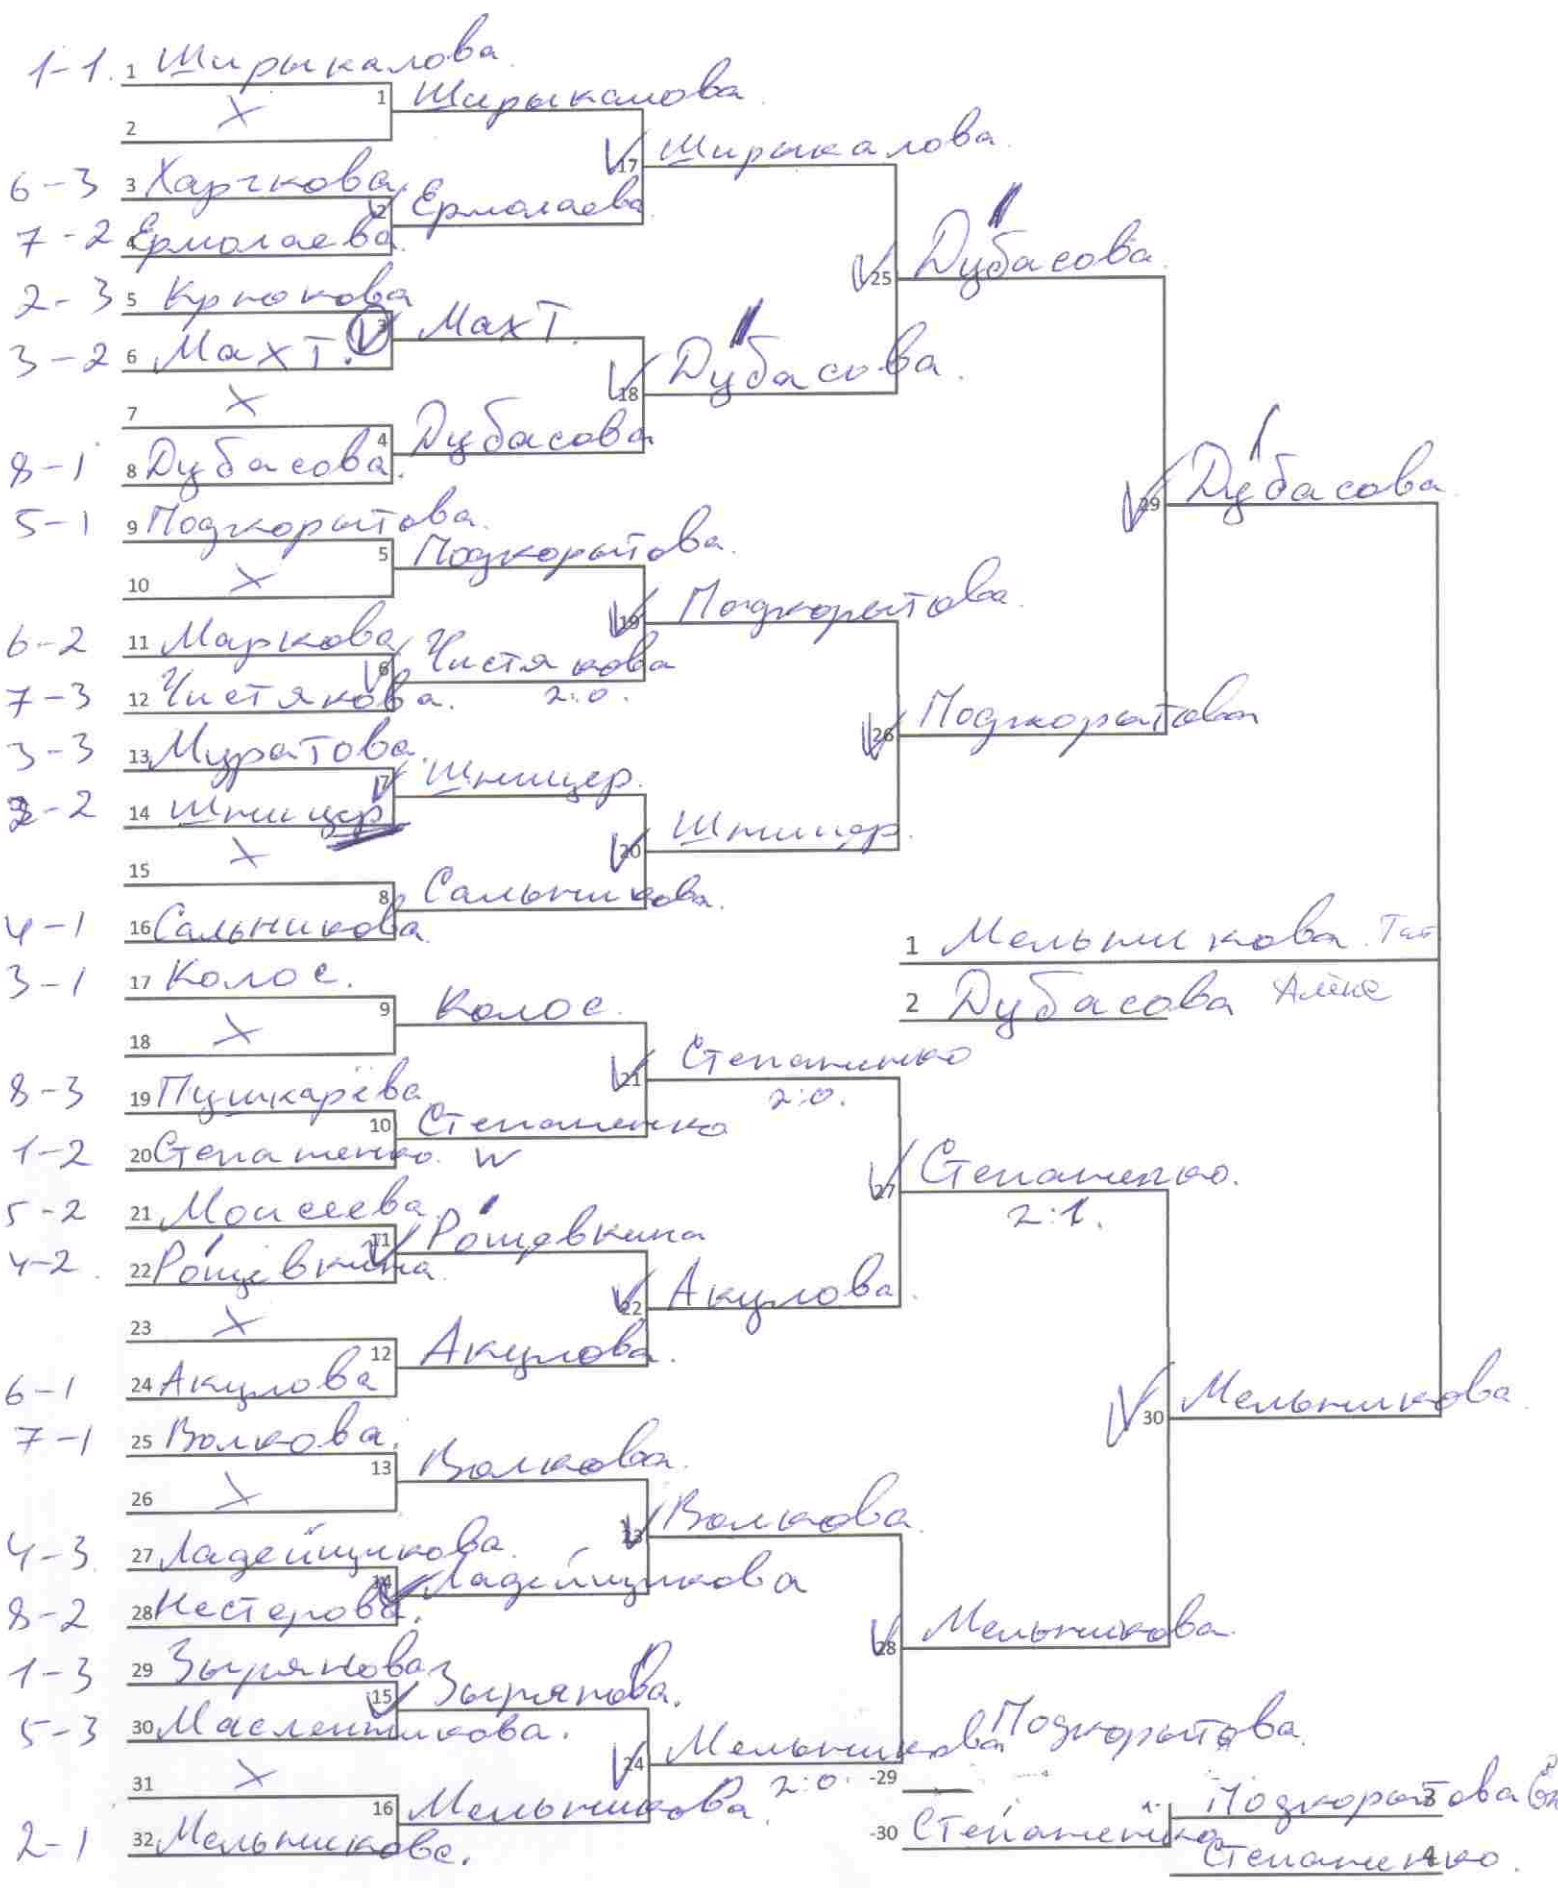 1-1. 1 Ширыкалова.
1 Ширыкалова.
2 X
17 Ширыкалова.
6-3 3 Харчкова
2 Ермолаева
7-2 4 Ермолаева.
25 Дубасова.
2-3 5 Крюкова
3 Махт.
3-2 6 Махт.
18 Дубасова.
7 X
4 Дубасова
8-1 8 Дубасова.
29 Дубасова.
5-1 9 Подкорытова.
5 Подкорытова.
10 X
19 Подкорытова.
6-2 11 Маркова
6 Чистякова
2:0.
7-3 12 Чистякова.
26 Подкорытова
3-3 13 Муратова.
7 Шницер.
2-2 14 Шницер
20 Шницер.
15 X
8 Сальникова.
4-1 16 Сальникова.
1 Мельникова. Тат
2 Дубасова Алёна
3-1 17 Колос.
9 Колос.
18 X
21 Степаненко
2:0.
8-3 19 Пушкарёва
10 Степаненко
W
1-2 20 Степаненко.
27 Степаненко.
2:1.
5-2 21 Моисеева
11 Рощевкина
4-2. 22 Рощевкина.
22 Акулова.
23 X
12 Акулова.
6-1 24 Акулова
30 Мельникова.
7-1 25 Волкова.
13 Волкова.
26 X
23 Волкова.
4-3 27 Ладейщикова.
14 Ладейщикова
8-2 28 Нестерова.
28 Мельникова.
1-3 29 Зырянова
15 Зырянова.
5-3 30 Масленникова.
24 Мельникова
2:0.
31 X
16 Мельникова.
2-1 32 Мельникова.
-29 Подкорытова.
-30 Степаненко
3 Подкорытова
4 Степаненко.